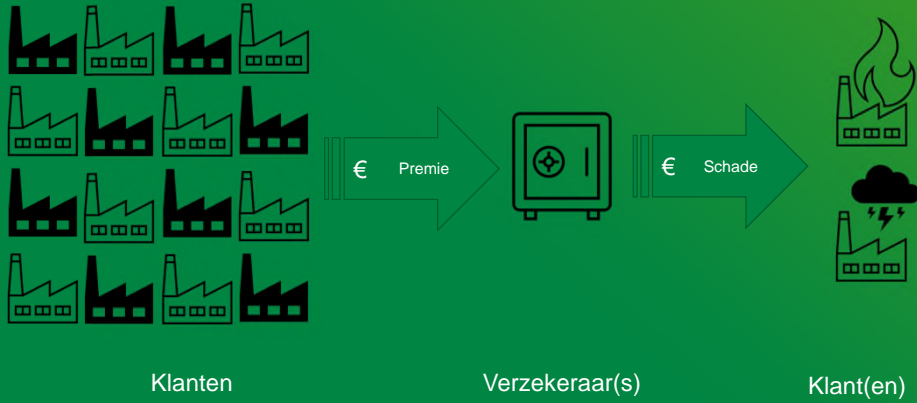 € Premie
€ Schade
Klanten
Verzekeraar(s)
Klant(en)